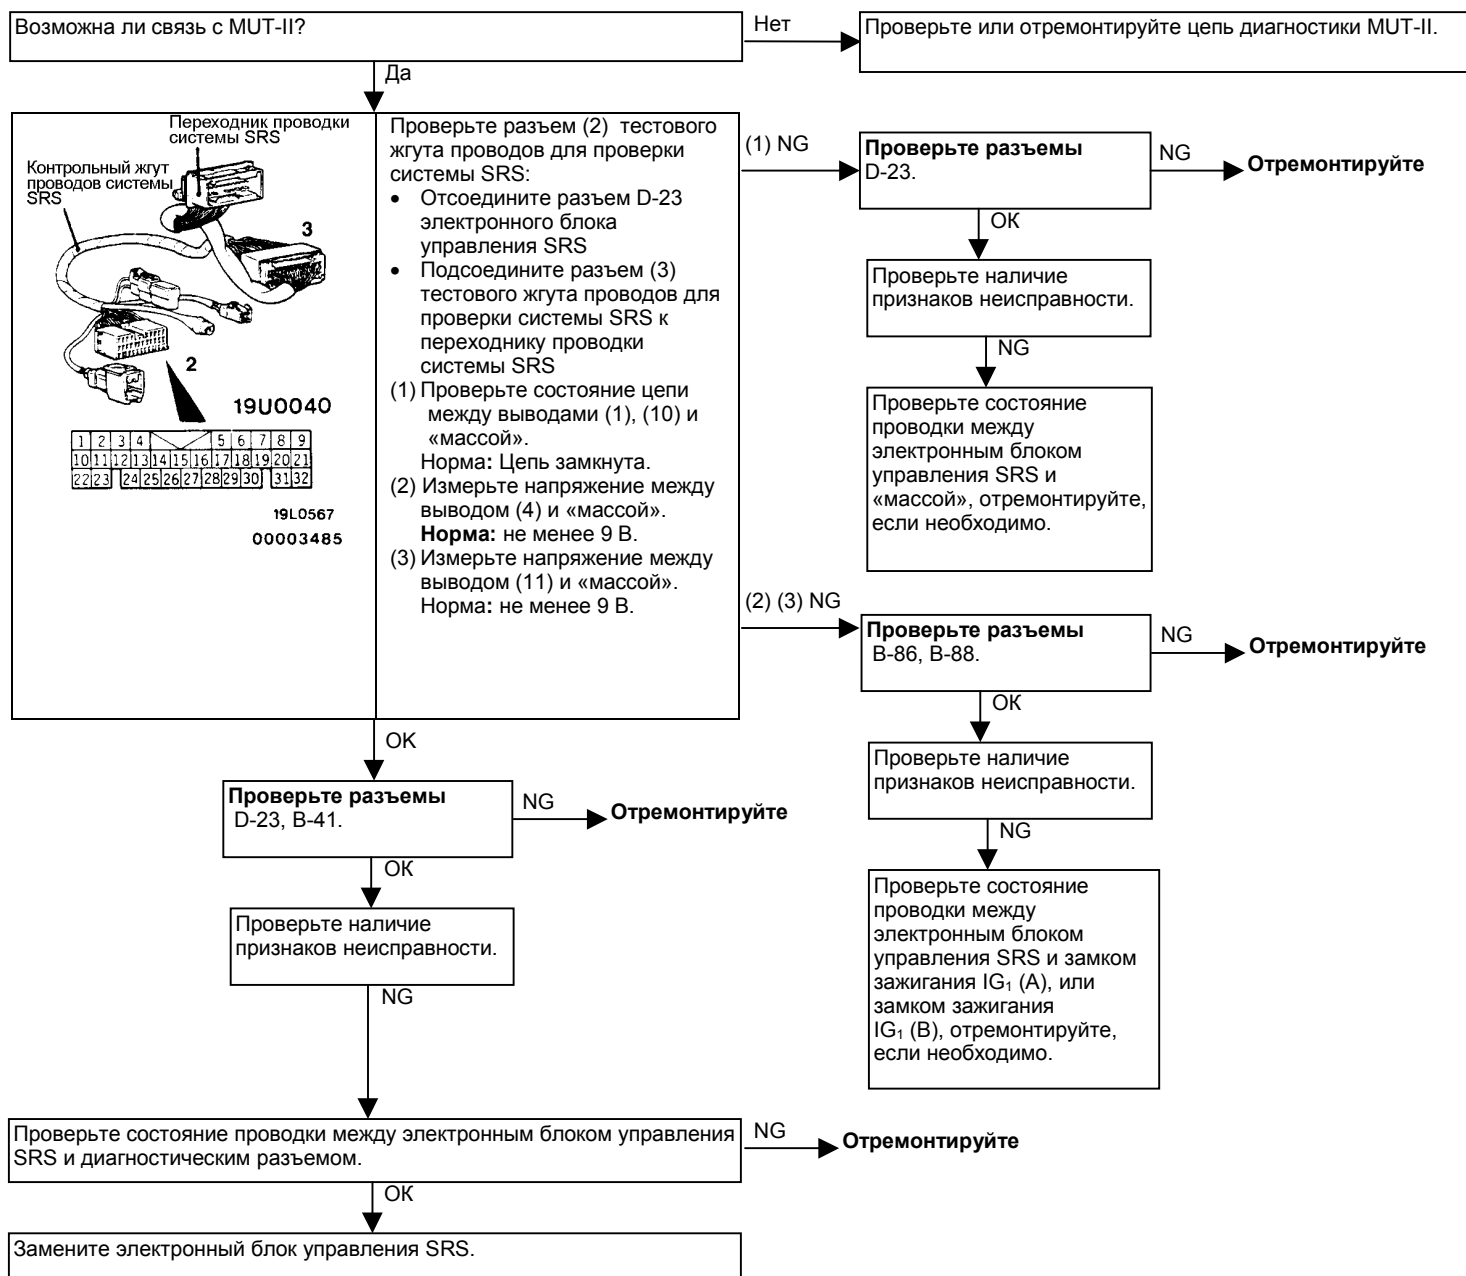 Возможна ли связь с MUT-II?
Нет
Проверьте или отремонтируйте цепь диагностики MUT-II.
Да
Переходник проводки
системы SRS
Контрольный жгут
проводов системы
SRS
3
2
19U0040
1 2 3 4 5 6 7 8 9
10 11 12 13 14 15 16 17 18 19 20 21
22 23 24 25 26 27 28 29 30 31 32
19L0567
00003485
Проверьте разъем (2) тестового
жгута проводов для проверки
системы SRS:
• Отсоедините разъем D-23
электронного блока
управления SRS
• Подсоедините разъем (3)
тестового жгута проводов для
проверки системы SRS к
переходнику проводки
системы SRS
(1) Проверьте состояние цепи
между выводами (1), (10) и
«массой».
Норма: Цепь замкнута.
(2) Измерьте напряжение между
выводом (4) и «массой».
Норма: не менее 9 В.
(3) Измерьте напряжение между
выводом (11) и «массой».
Норма: не менее 9 В.
(1) NG
Проверьте разъемы
D-23.
NG
Отремонтируйте
ОК
Проверьте наличие
признаков неисправности.
NG
Проверьте состояние
проводки между
электронным блоком
управления SRS и
«массой», отремонтируйте,
если необходимо.
(2) (3) NG
Проверьте разъемы
B-86, B-88.
NG
Отремонтируйте
ОК
Проверьте наличие
признаков неисправности.
NG
Проверьте состояние
проводки между
электронным блоком
управления SRS и замком
зажигания IG₁ (A), или
замком зажигания
IG₁ (B), отремонтируйте,
если необходимо.
OK
Проверьте разъемы
D-23, B-41.
NG
Отремонтируйте
ОК
Проверьте наличие
признаков неисправности.
NG
Проверьте состояние проводки между электронным блоком управления
SRS и диагностическим разъемом.
NG
Отремонтируйте
ОК
Замените электронный блок управления SRS.